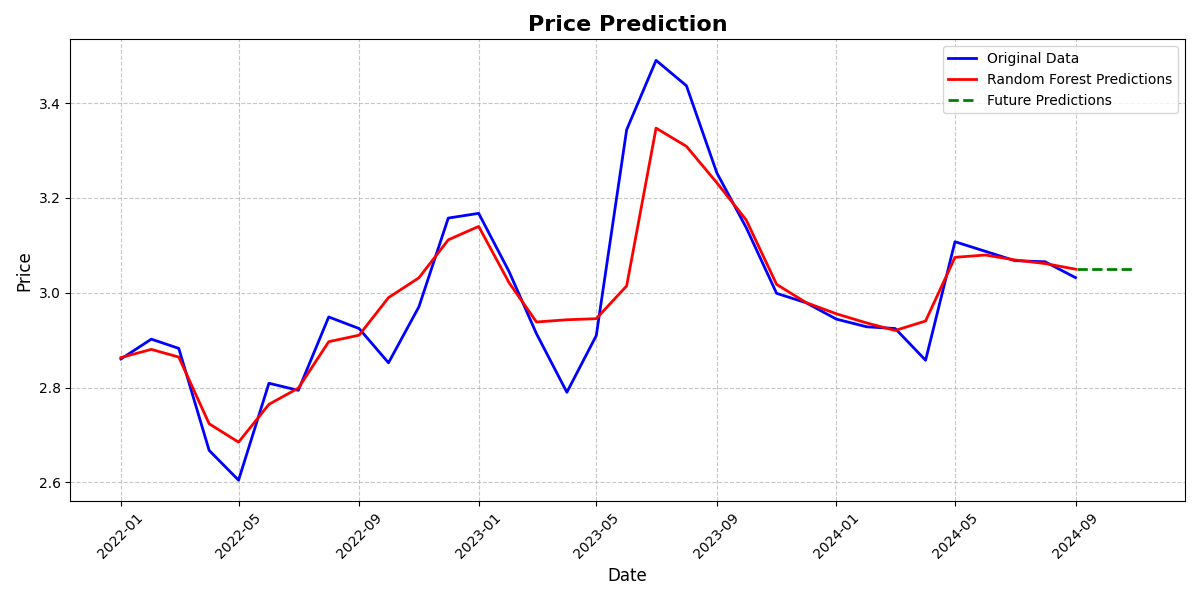 Price Prediction
Original Data
Random Forest Predictions
Future Predictions
Price
3.4
3.2
3.0
2.8
2.6
2022-01
2022-05
2022-09
2023-01
2023-05
2023-09
2024-01
2024-05
2024-09
Date